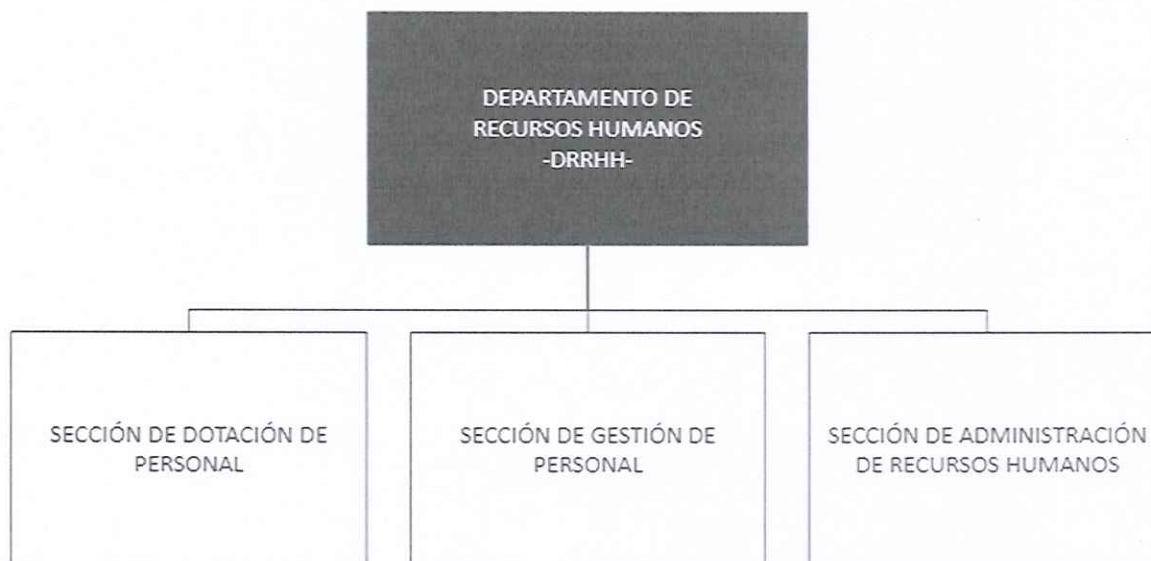 DEPARTAMENTO DE
RECURSOS HUMANOS
-DRRHH-
SECCIÓN DE DOTACIÓN DE
PERSONAL
SECCIÓN DE GESTIÓN DE
PERSONAL
SECCIÓN DE ADMINISTRACIÓN
DE RECURSOS HUMANOS